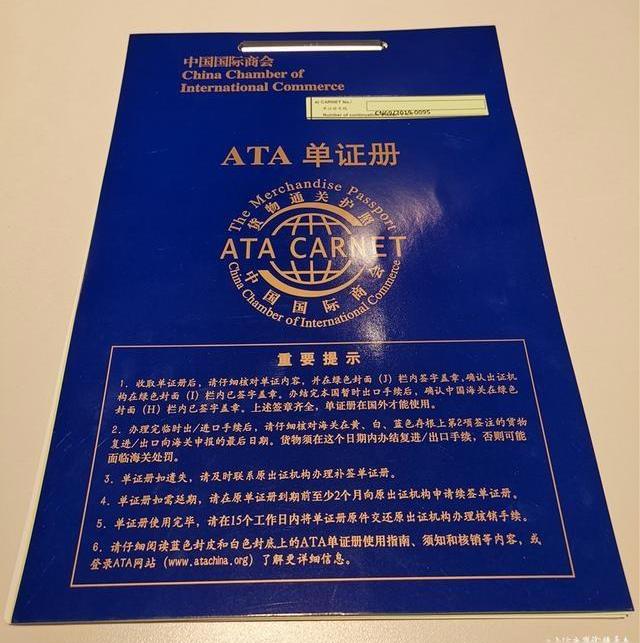 中国国际商会
China Chamber of
International Commerce
a) CARNET No./
单证册号码
Number of continuation
CN69/2019-0095
ATA 单证册
The Merchandise Passport
货物通关护照
ATA CARNET
中国国际商会
China Chamber of International Commerce
重要提示
1. 收取单证册后，请仔细核对单证内容，并在绿色封面（J）栏内签字盖章，确认出证机
构在绿色封面（I）栏内已签字盖章。办结完本国暂时出口手续后，确认中国海关在绿色
封面（H）栏内已签字盖章。上述签章齐全，单证册在国外才能使用。
2. 办理完临时出/进口手续后，请仔细核对海关在黄、白、蓝色存根上第2项签注的货物
复进/出口向海关申报的最后日期。货物须在这个日期内办结复进/出口手续，否则可能
面临海关处罚。
3. 单证册如遗失，请及时联系原出证机构办理补签单证册。
4. 单证册如需延期，请在原单证册到期前至少2个月向原出证机构申请续签单证册。
5. 单证册使用完毕，请在15个工作日内将单证册原件交还原出证机构办理核销手续。
6. 请仔细阅读蓝色封皮和白色封底上的ATA单证册使用指南、须知和核销等内容，或
登录ATA网站（www.atachina.org）了解更详细信息。